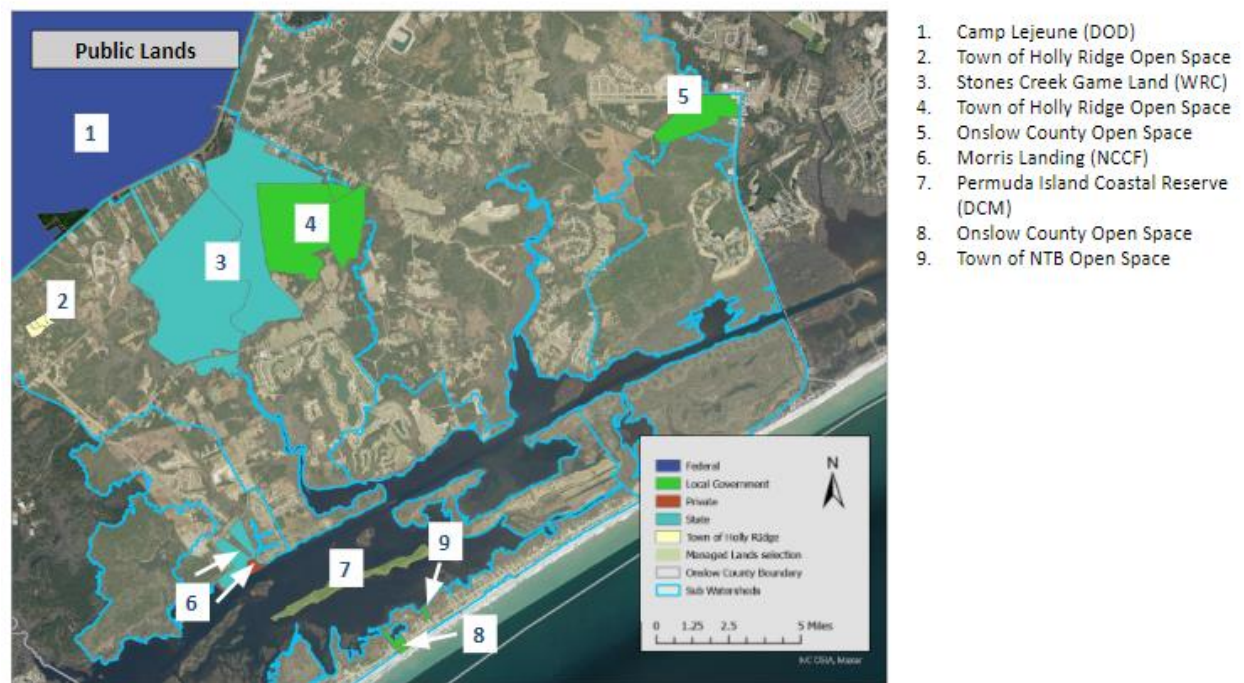 Public Lands
1
2
3
4
5
6
7
8
9
Federal
Local Government
Private
State
Town of Holly Ridge
Managed Lands selection
Onslow County Boundary
Sub Watersheds
N
0 1.25 2.5 5 Miles
Maxar
1. Camp Lejeune (DOD)
2. Town of Holly Ridge Open Space
3. Stones Creek Game Land (WRC)
4. Town of Holly Ridge Open Space
5. Onslow County Open Space
6. Morris Landing (NCCF)
7. Permuda Island Coastal Reserve
(DCM)
8. Onslow County Open Space
9. Town of NTB Open Space